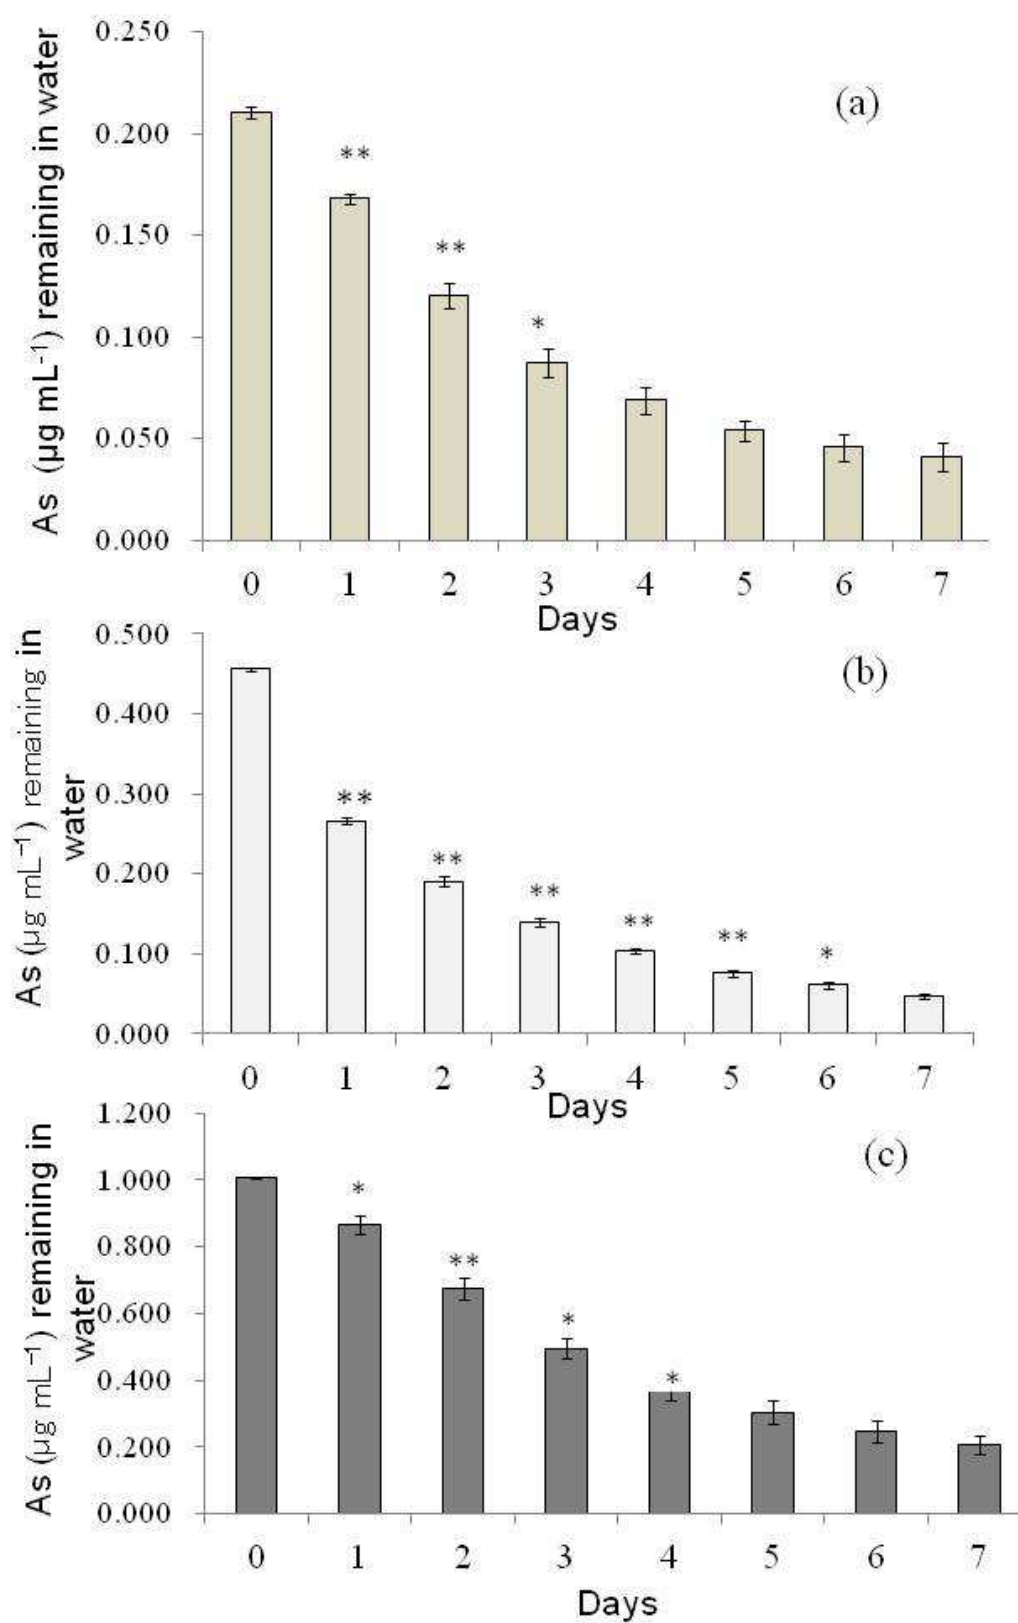 As (µg mL⁻¹) remaining in water
0.250
0.200
0.150
0.100
0.050
0.000
(a)
**
**
*
0 1 2 3 4 5 6 7
Days
As (µg mL⁻¹) remaining in
water
0.500
0.400
0.300
0.200
0.100
0.000
(b)
**
**
**
**
**
*
0 1 2 3 4 5 6 7
Days
As (µg mL⁻¹) remaining in
water
1.200
1.000
0.800
0.600
0.400
0.200
0.000
(c)
*
**
*
*
0 1 2 3 4 5 6 7
Days